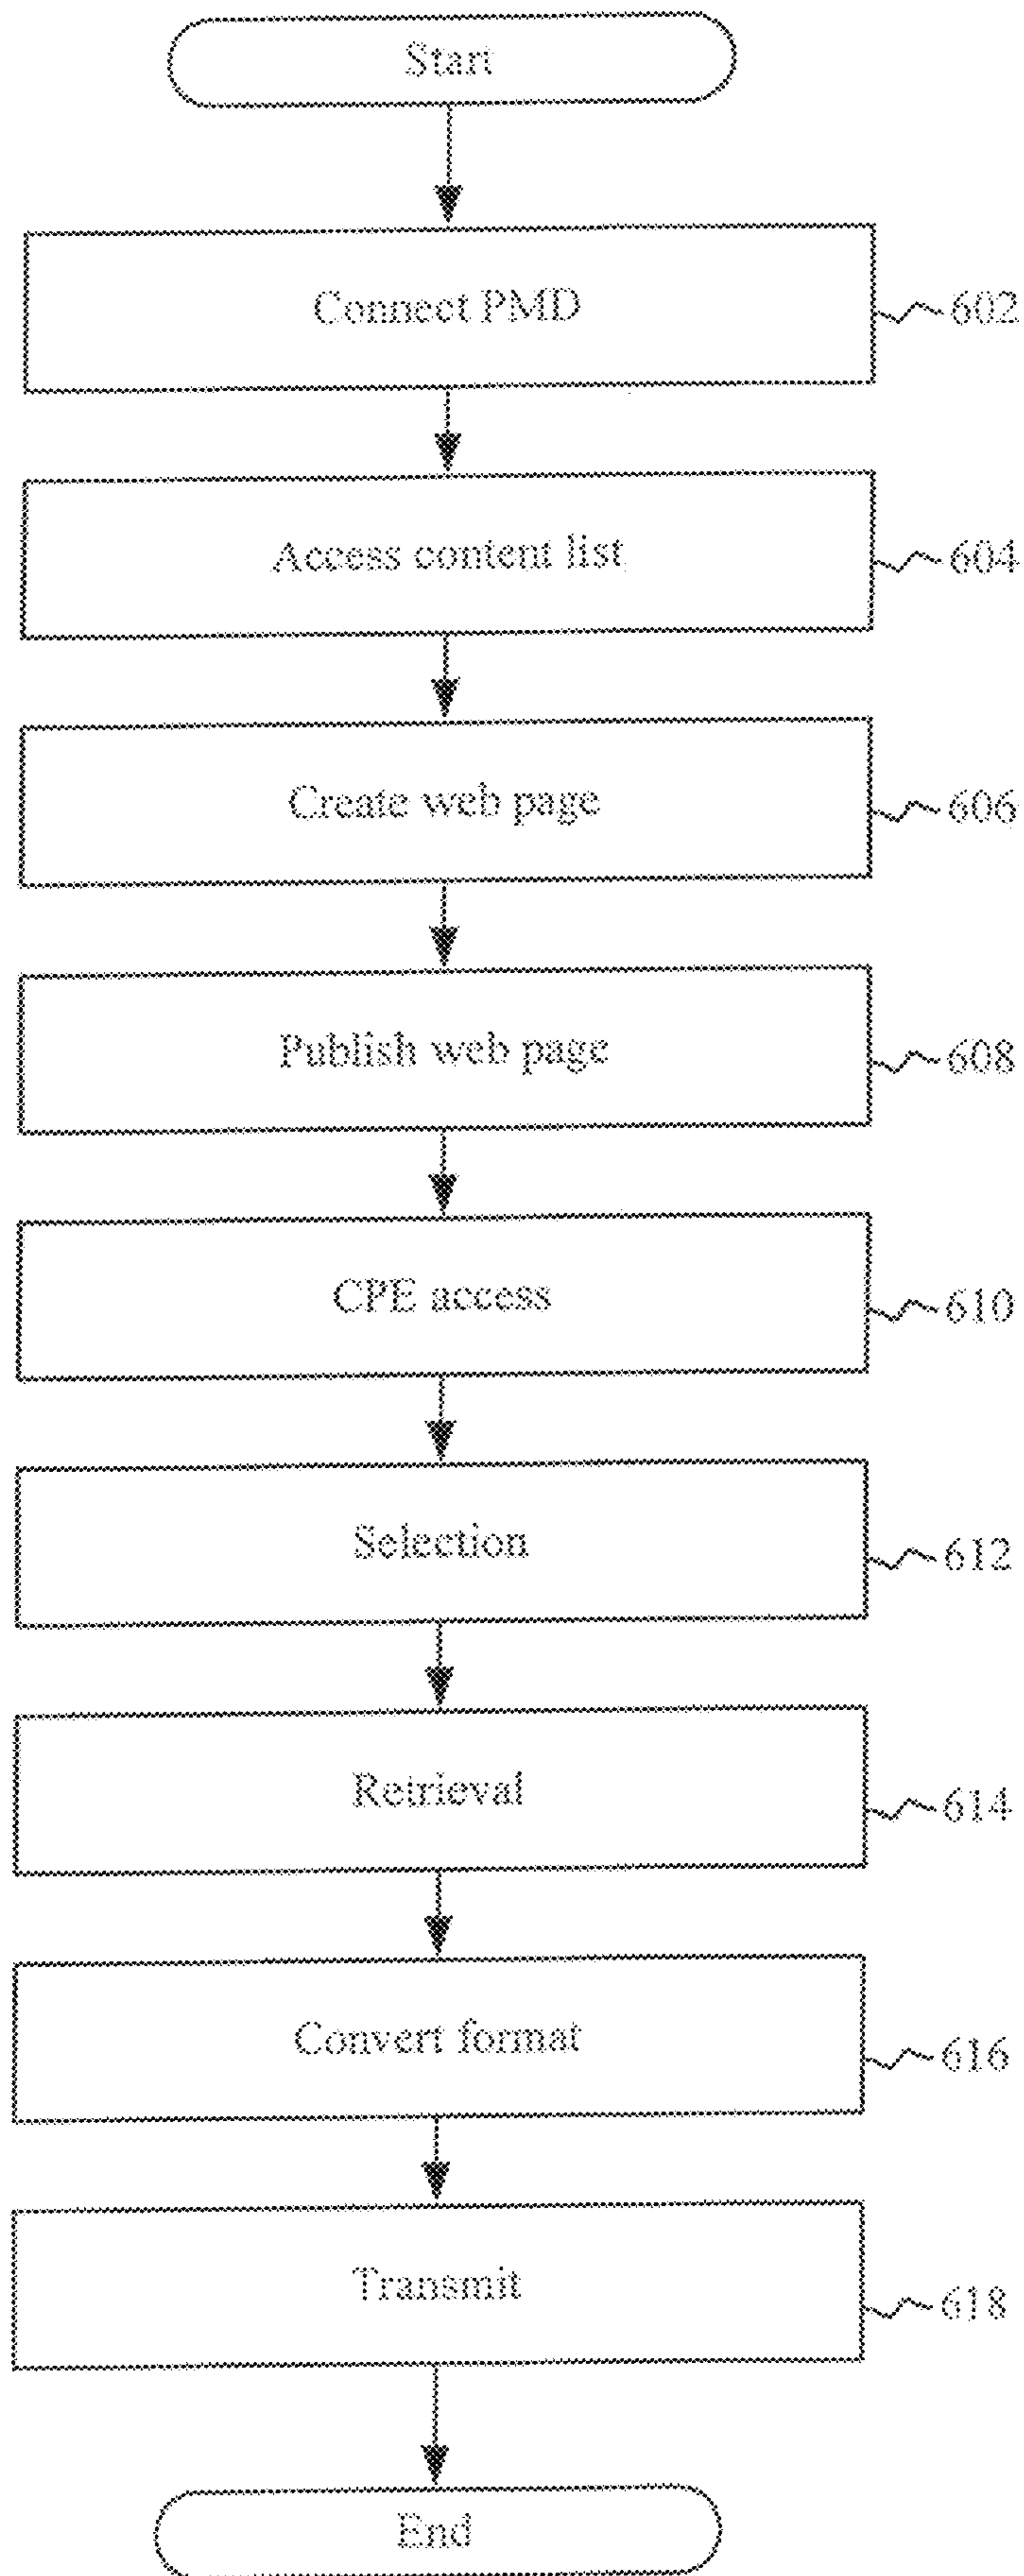 Start
Connect PMD
602
Access content list
604
Create web page
606
Publish web page
608
CPE access
610
Selection
612
Retrieval
614
Convert format
616
Transmit
618
End